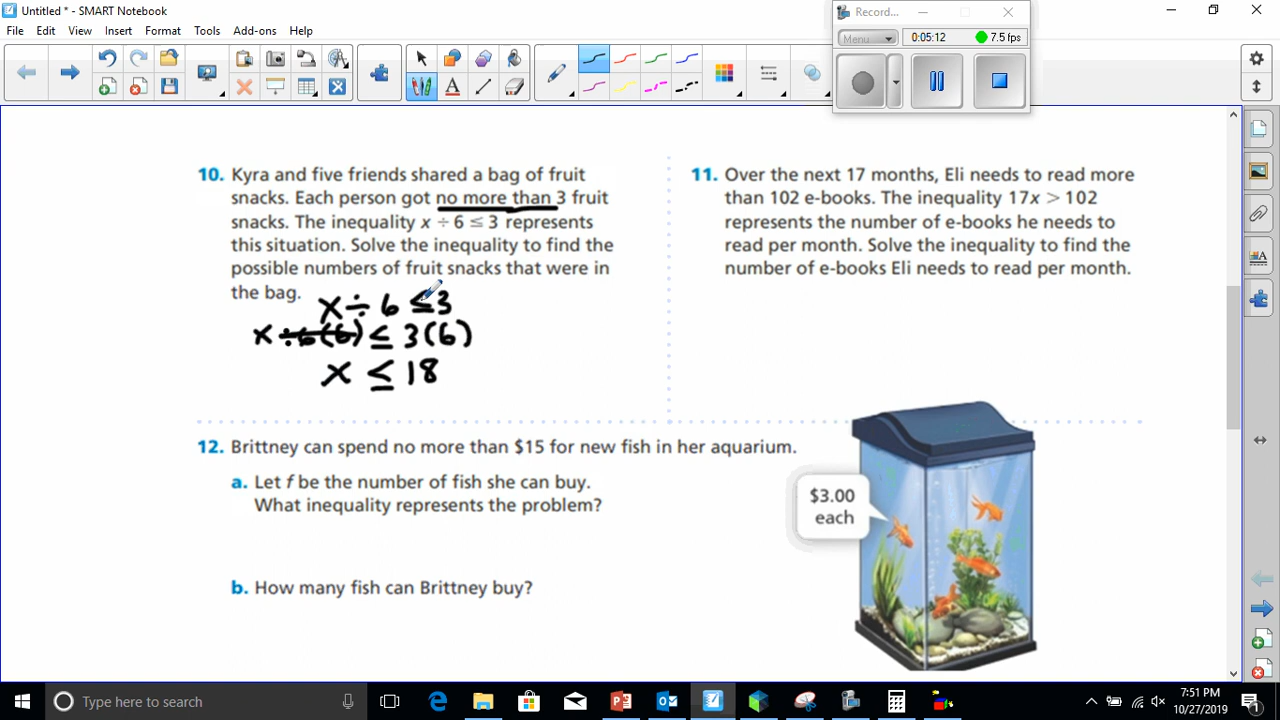 Untitled * - SMART Notebook
Record...
File Edit View Insert Format Tools Add-ons Help
Menu
0:05:12
7.5 fps
10. Kyra and five friends shared a bag of fruit
snacks. Each person got no more than 3 fruit
snacks. The inequality x ÷ 6 ≤ 3 represents
this situation. Solve the inequality to find the
possible numbers of fruit snacks that were in
the bag.
x ÷ 6 ≤ 3
x ÷ 6(6) ≤ 3(6)
x ≤ 18
11. Over the next 17 months, Eli needs to read more
than 102 e-books. The inequality 17x > 102
represents the number of e-books he needs to
read per month. Solve the inequality to find the
number of e-books Eli needs to read per month.
12. Brittney can spend no more than $15 for new fish in her aquarium.
a. Let f be the number of fish she can buy.
What inequality represents the problem?
$3.00
each
b. How many fish can Brittney buy?
Type here to search
7:51 PM
10/27/2019